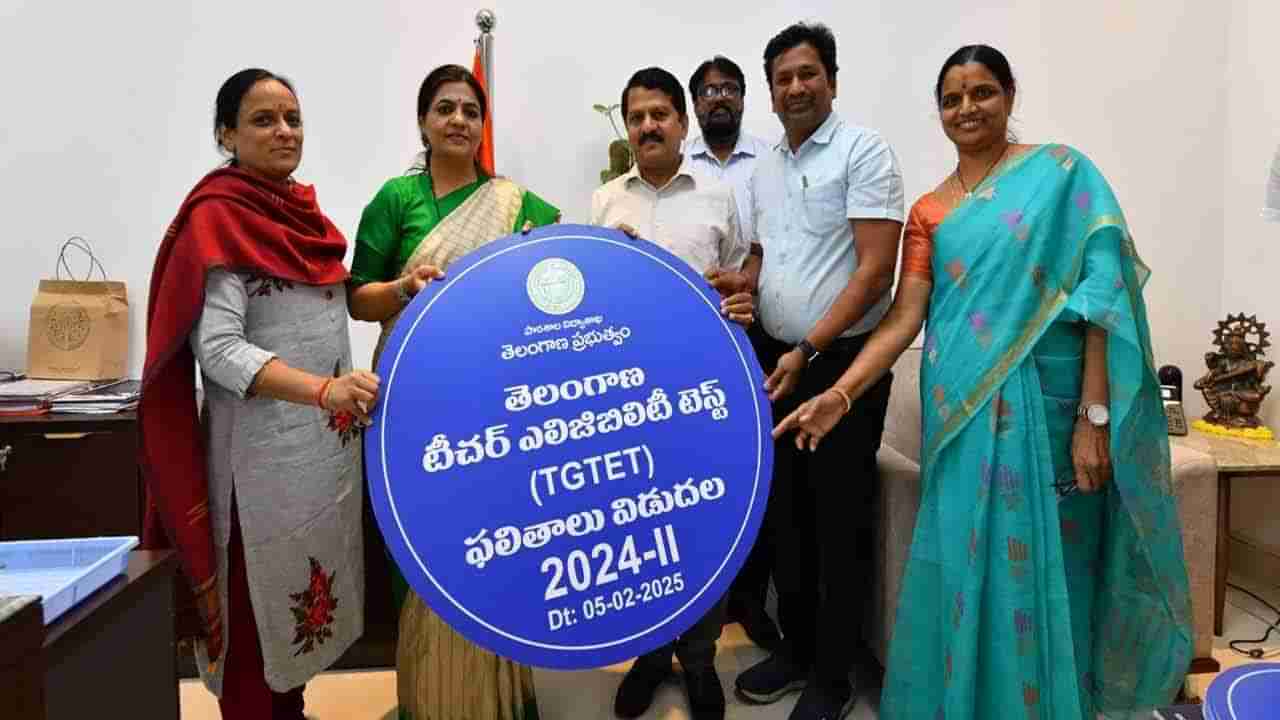 పాఠశాల విద్యాశాఖ
తెలంగాణ ప్రభుత్వం
తెలంగాణ
టీచర్ ఎలిజిబిలిటీ టెస్ట్
(TGTET)
ఫలితాలు విడుదల
2024-II
Dt: 05-02-2025